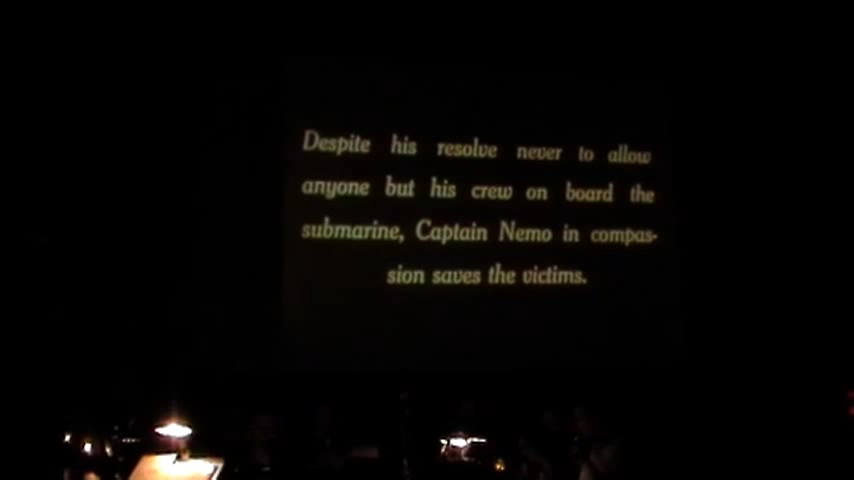 Despite his resolve never to allow
anyone but his crew on board the
submarine, Captain Nemo in compas-
sion saves the victims.